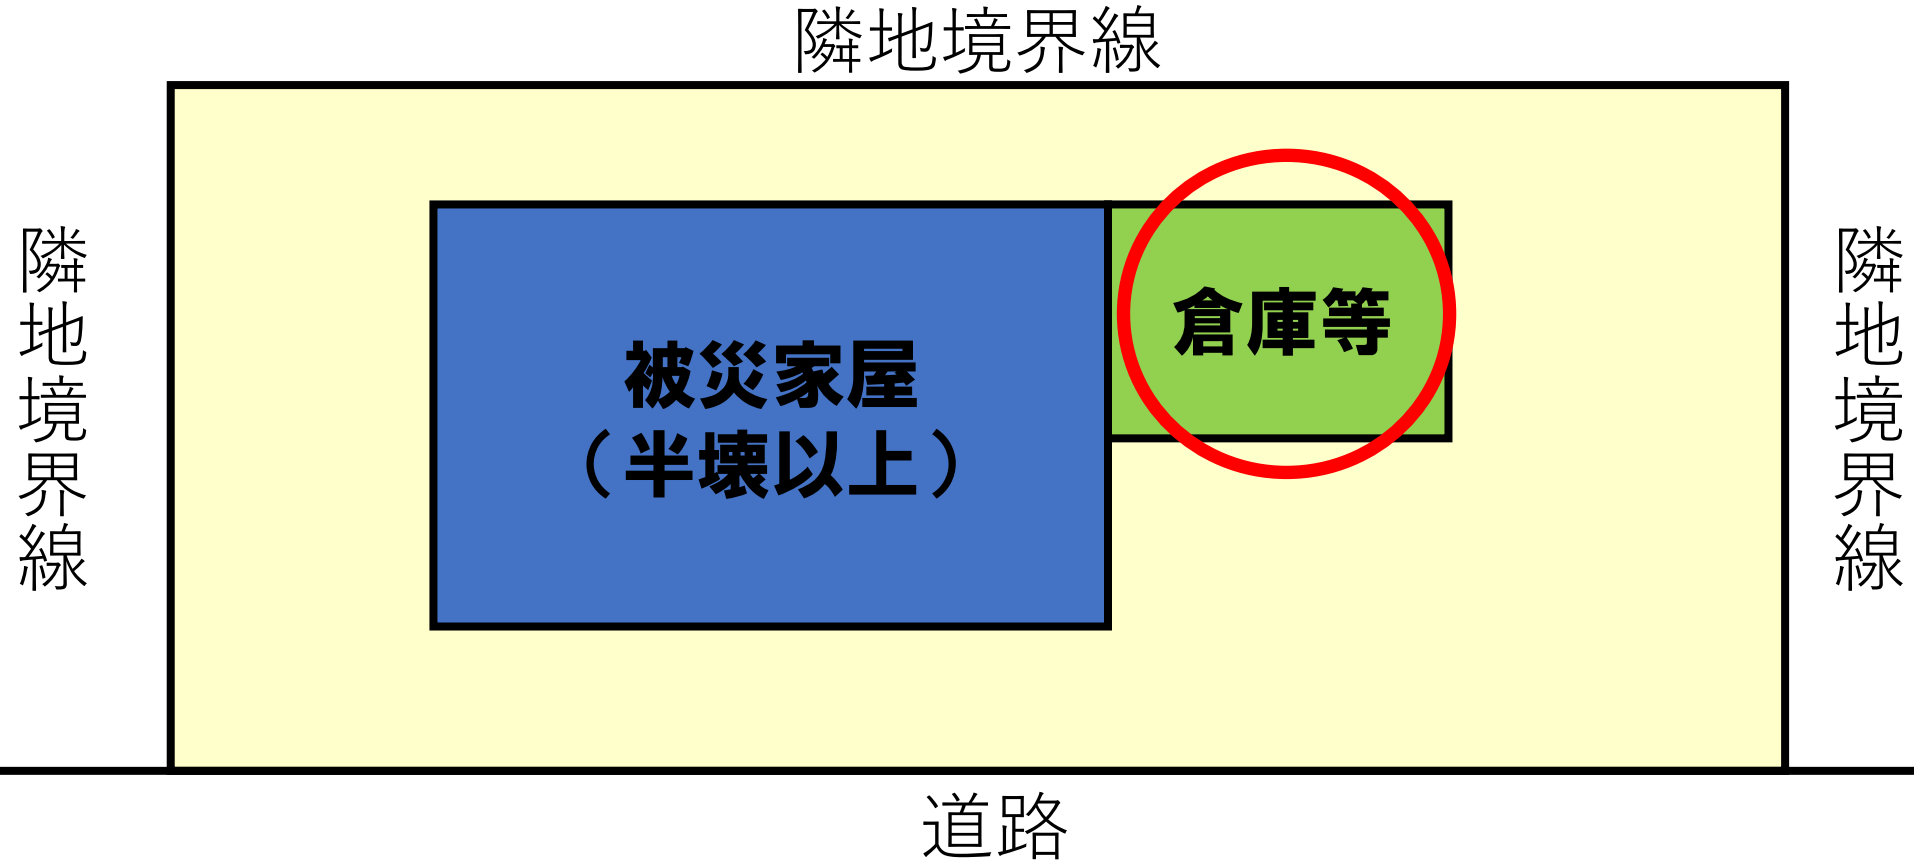 隣地境界線
隣地境界線
被災家屋
（半壊以上）
倉庫等
隣地境界線
道路